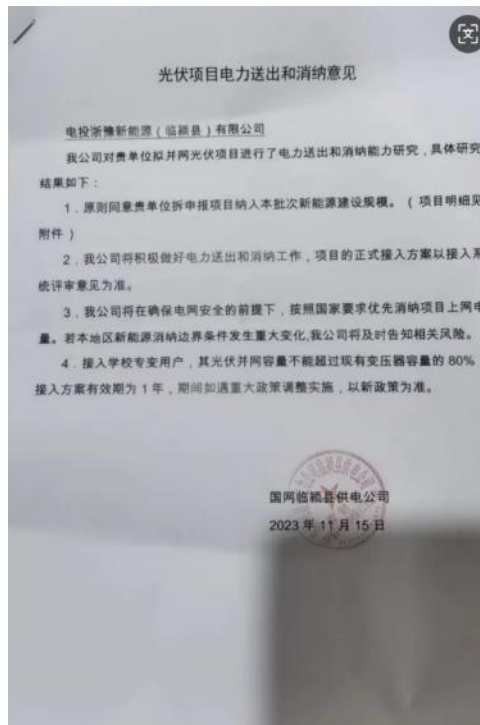 光伏项目电力送出和消纳意见
电投浙豫新能源(临颍县)有限公司
我公司对贵单位拟并网光伏项目进行了电力送出和消纳能力研究,具体研究
结果如下:
1.原则同意贵单位拆申报项目纳入本批次新能源建设规模。(项目明细见
附件)
2.我公司将积极做好电力送出和消纳工作,项目的正式接入方案以接入系
统评审意见为准。
3.我公司将在确保电网安全的前提下,按照国家要求优先消纳项目上网电
量。若本地区新能源消纳边界条件发生重大变化,我公司将及时告知相关风险。
4.接入学校专变用户,其光伏并网容量不能超过现有变压器容量的 80%
接入方案有效期为 1 年,期间如遇重大政策调整实施,以新政策为准。
国网临颍县供电公司
2023 年 11 月 15 日